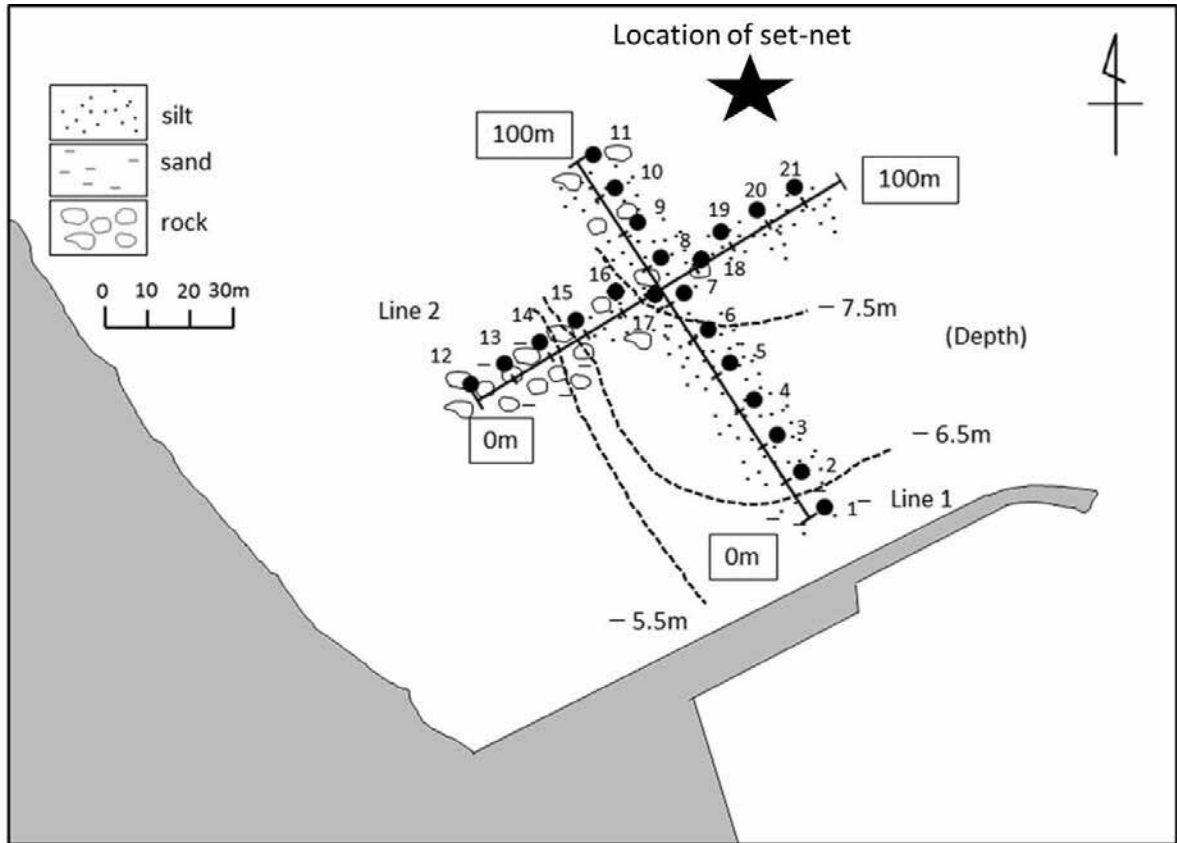 Location of set-net
silt
sand
rock
0 10 20 30m
100m
11
10
9
8
7
6
5
4
3
2
1
Line 1
0m
100m
21
20
19
18
17
16
15
14
13
12
Line 2
0m
－7.5m
(Depth)
－6.5m
－5.5m